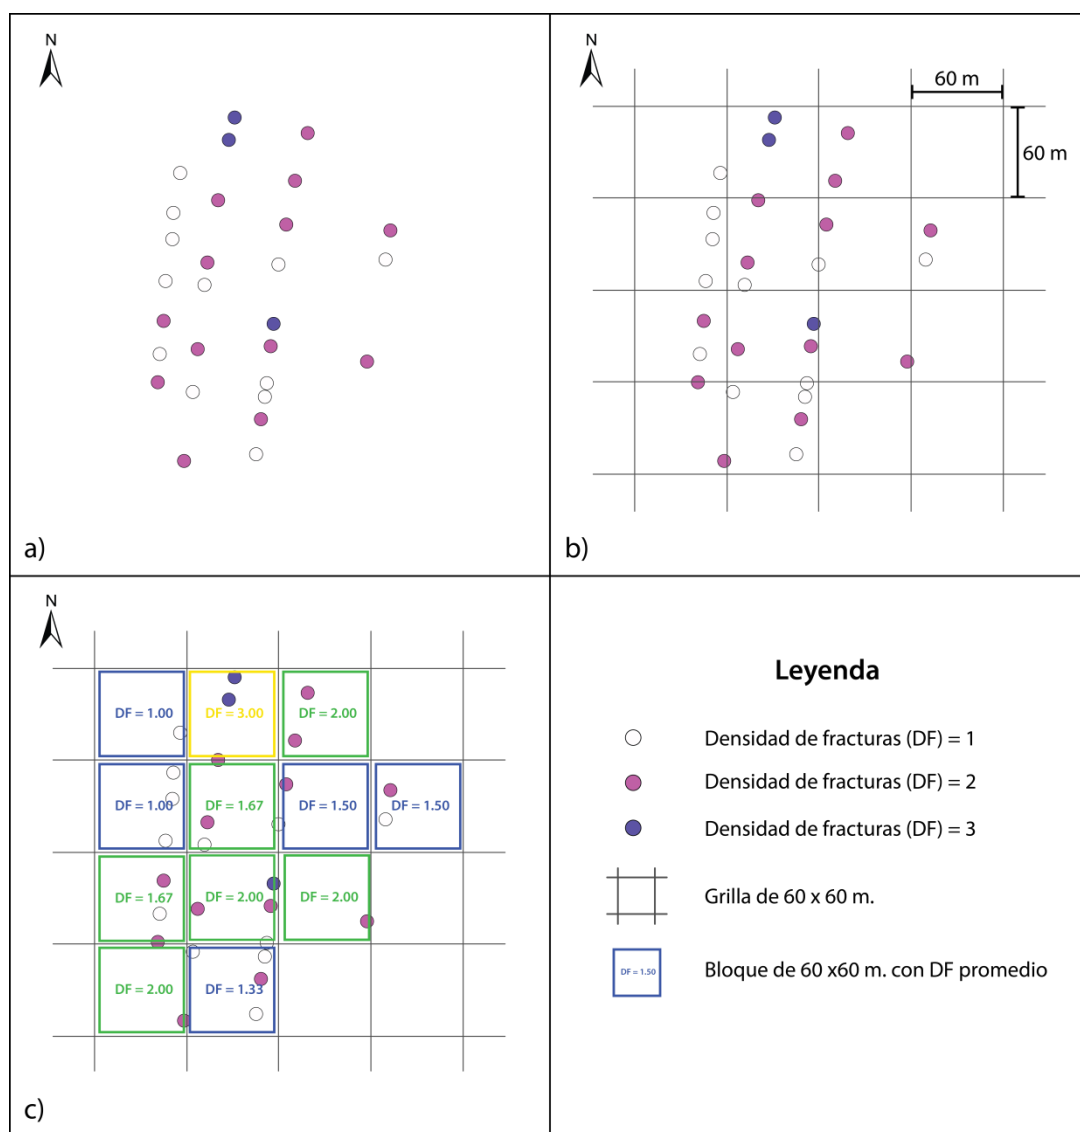 N
a)
N
60 m
60 m
b)
N
DF = 1.00
DF = 3.00
DF = 2.00
DF = 1.00
DF = 1.67
DF = 1.50
DF = 1.50
DF = 1.67
DF = 2.00
DF = 2.00
DF = 2.00
DF = 1.33
c)
Leyenda
Densidad de fracturas (DF) = 1
Densidad de fracturas (DF) = 2
Densidad de fracturas (DF) = 3
Grilla de 60 x 60 m.
DF = 1.50
Bloque de 60 x60 m. con DF promedio